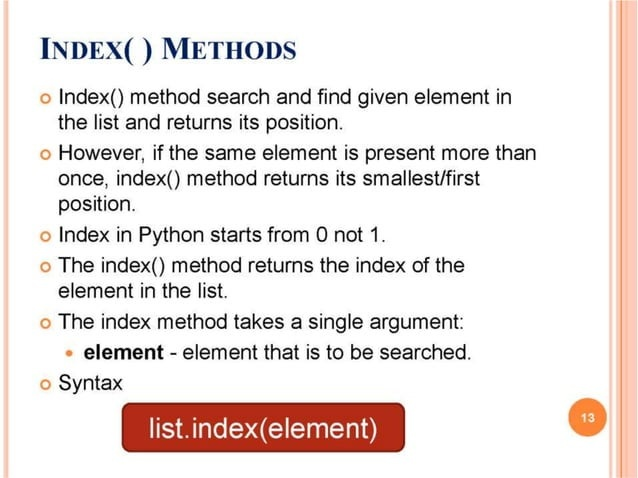 INDEX( ) METHODS
Index() method search and find given element in
the list and returns its position.
However, if the same element is present more than
once, index() method returns its smallest/first
position.
Index in Python starts from 0 not 1.
The index() method returns the index of the
element in the list.
The index method takes a single argument:
element - element that is to be searched.
Syntax
list.index(element)
13